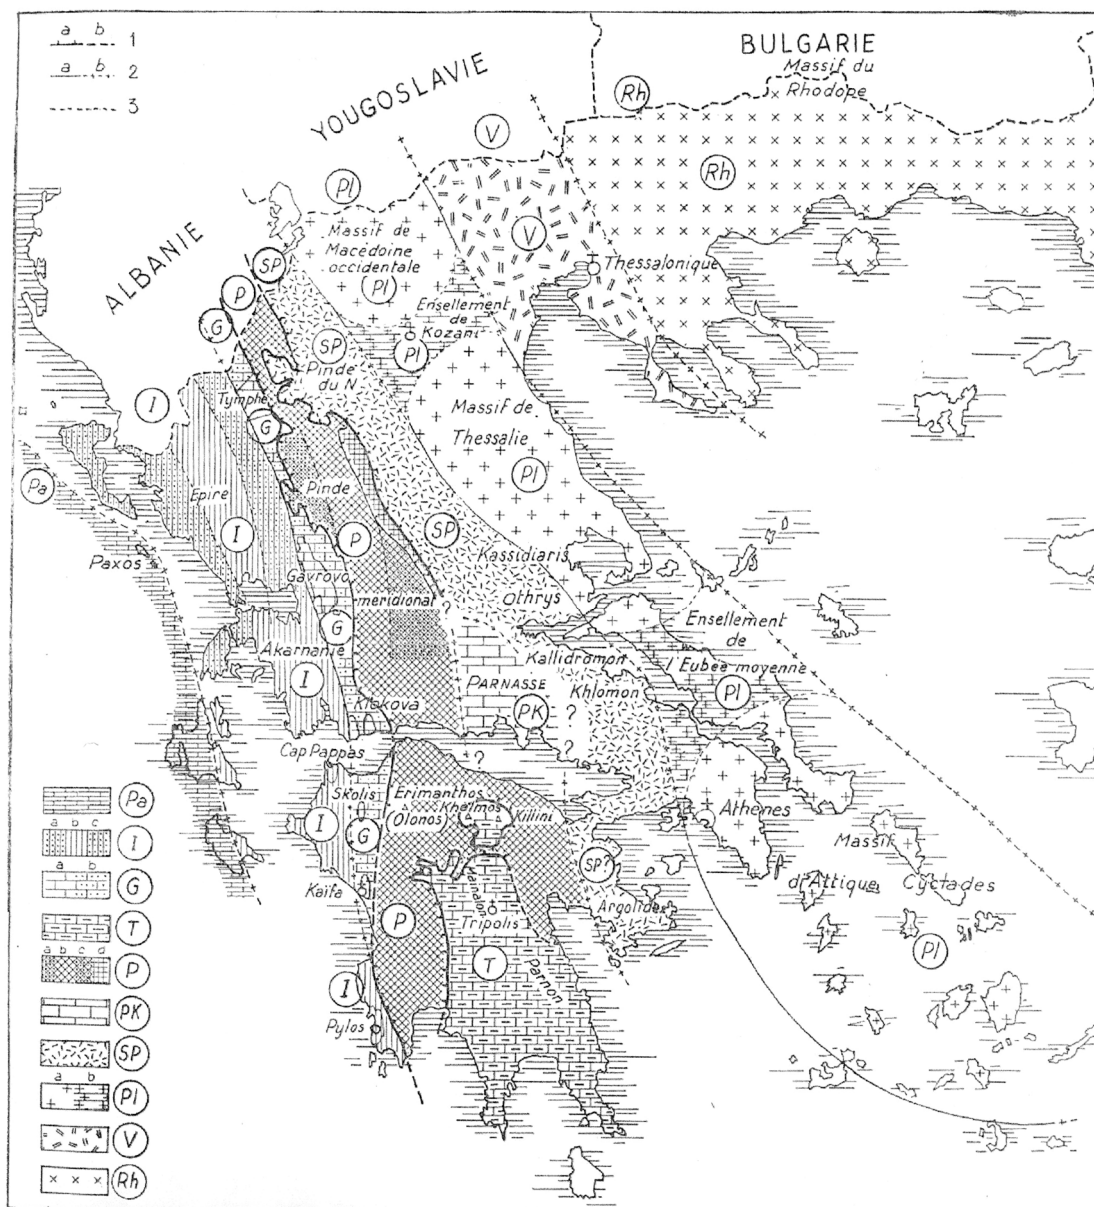 a b
1
a b
2
3
BULGARIE
Massif du
Rhodope
YOUGOSLAVIE
ALBANIE
Rh
V
Pl
Rh
V
Massif de
Macédoine
occidentale
Pl
Thessalonique
SP
P
G
Ensellement
de
Kozani
Pl
SP
Pinde
du N
Tymphé
I
G
Massif de
Thessalie
Pl
Pa
Epire
Pinde
I
P
SP
Paxos
Kassidiaris
Othrys
Gavrovo
méridional
?
G
Ensellement
de
l'Eubée moyenne
Akarnanie
I
Kallidromon
PARNASSE
Khlomon
Pl
Klokova
PK
?
?
Cap Pappas
?
Skolis
Erimanthos
(Olonos)
Khelmos
Killini
Athènes
I
G
SP?
Massif
d'Attique
Cyclades
Kaïfa
Mainalon
Tripolis
Argolide
P
T
Parnon
Pl
I
Pylos
Pa
a b c
I
a b
G
T
a b c d
P
PK
SP
a b
Pl
V
Rh